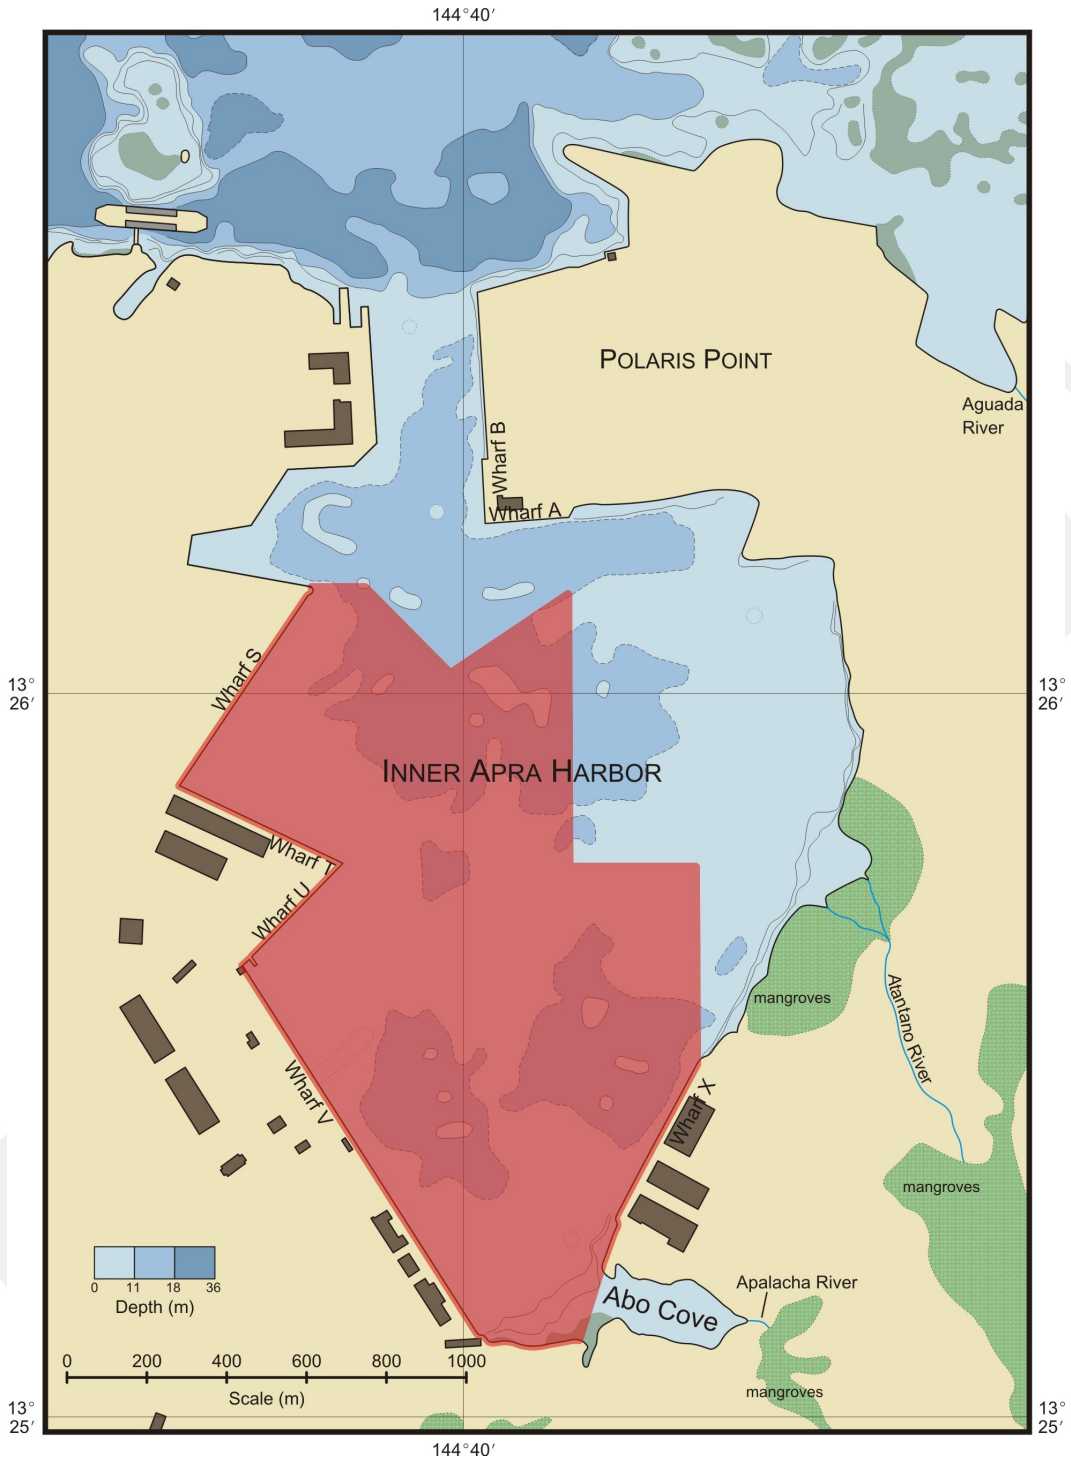 144°40′
POLARIS POINT
Aguada
River
Wharf B
Wharf A
Wharf S
13°
26′
13°
26′
INNER APRA HARBOR
Wharf T
Wharf U
mangroves
Atantano River
Wharf V
Wharf X
mangroves
0 11 18 36
Depth (m)
Abo Cove
Apalacha River
0 200 400 600 800 1000
Scale (m)
mangroves
13°
25′
13°
25′
144°40′